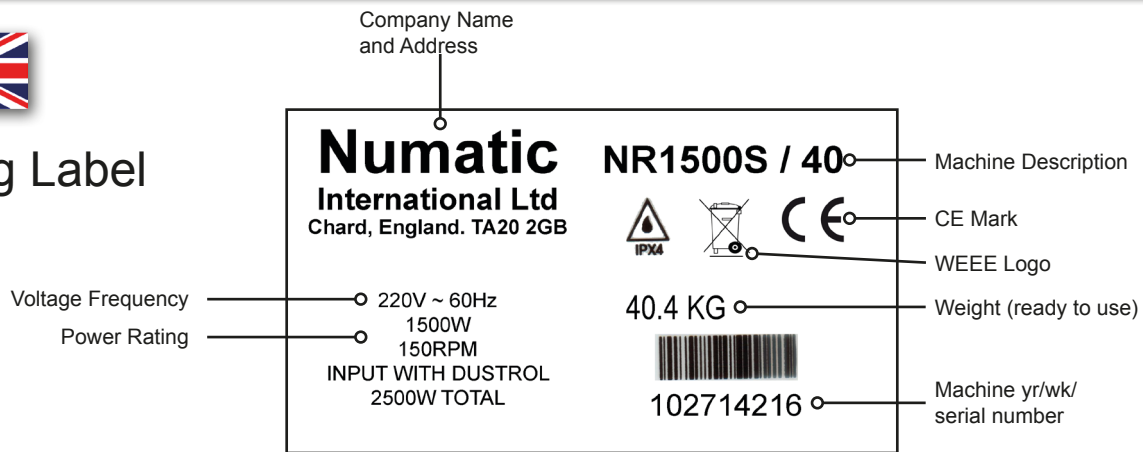 Company Name
and Address
g Label
Numatic
International Ltd
Chard, England. TA20 2GB
NR1500S / 40
Machine Description
IPX4
CE
CE Mark
WEEE Logo
Voltage Frequency
220V ~ 60Hz
40.4 KG
Weight (ready to use)
Power Rating
1500W
150RPM
INPUT WITH DUSTROL
2500W TOTAL
102714216
Machine yr/wk/
serial number